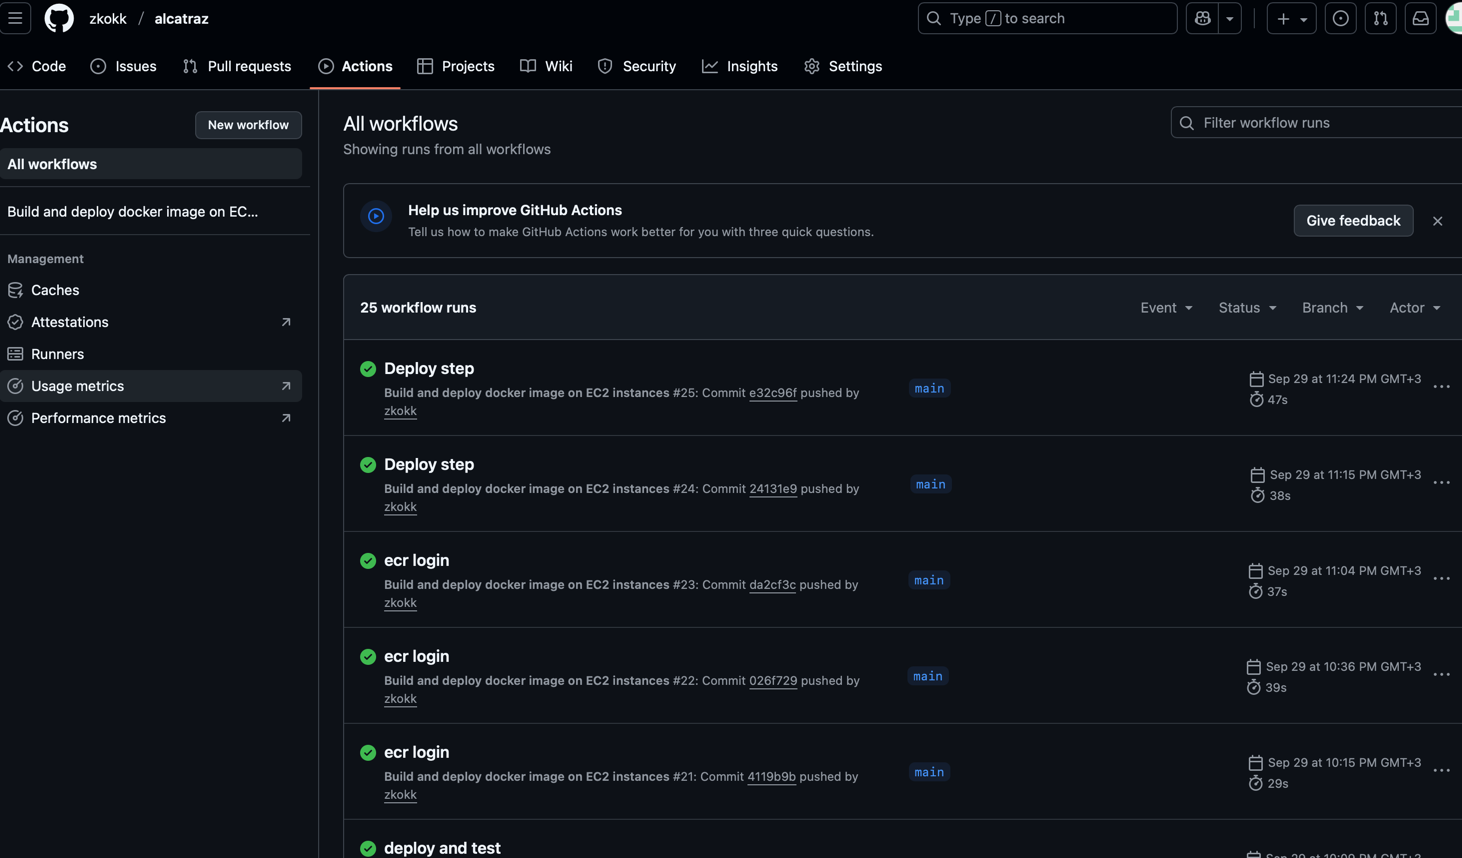 zkokk / alcatraz
Type / to search
Code
Issues
Pull requests
Actions
Projects
Wiki
Security
Insights
Settings
Actions
New workflow
All workflows
Build and deploy docker image on EC...
Management
Caches
Attestations
Runners
Usage metrics
Performance metrics
All workflows
Showing runs from all workflows
Filter workflow runs
Help us improve GitHub Actions
Tell us how to make GitHub Actions work better for you with three quick questions.
Give feedback
25 workflow runs
Event
Status
Branch
Actor
Deploy step
Build and deploy docker image on EC2 instances #25: Commit e32c96f pushed by
zkokk
main
Sep 29 at 11:24 PM GMT+3
47s
Deploy step
Build and deploy docker image on EC2 instances #24: Commit 24131e9 pushed by
zkokk
main
Sep 29 at 11:15 PM GMT+3
38s
ecr login
Build and deploy docker image on EC2 instances #23: Commit da2cf3c pushed by
zkokk
main
Sep 29 at 11:04 PM GMT+3
37s
ecr login
Build and deploy docker image on EC2 instances #22: Commit 026f729 pushed by
zkokk
main
Sep 29 at 10:36 PM GMT+3
39s
ecr login
Build and deploy docker image on EC2 instances #21: Commit 4119b9b pushed by
zkokk
main
Sep 29 at 10:15 PM GMT+3
29s
deploy and test